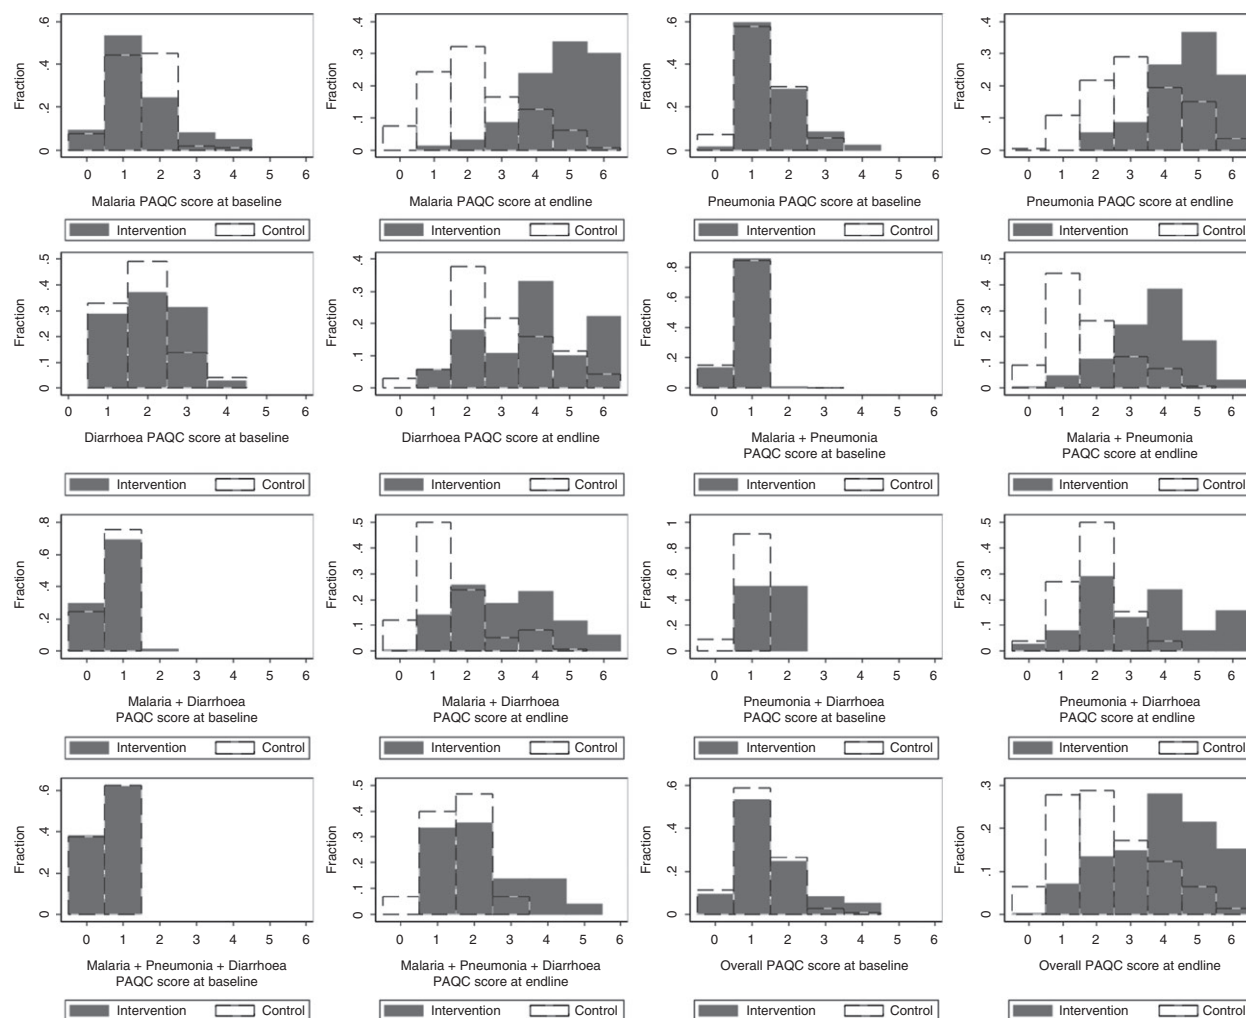 Fraction
.6
.4
.2
0
0 1 2 3 4 5 6
Malaria PAQC score at baseline
Intervention Control
Fraction
.4
.3
.2
.1
0
0 1 2 3 4 5 6
Malaria PAQC score at endline
Intervention Control
Fraction
.6
.4
.2
0
0 1 2 3 4 5 6
Pneumonia PAQC score at baseline
Intervention Control
Fraction
.4
.3
.2
.1
0
0 1 2 3 4 5 6
Pneumonia PAQC score at endline
Intervention Control
Fraction
.5
.4
.3
.2
.1
0
0 1 2 3 4 5 6
Diarrhoea PAQC score at baseline
Intervention Control
Fraction
.4
.3
.2
.1
0
0 1 2 3 4 5 6
Diarrhoea PAQC score at endline
Intervention Control
Fraction
.8
.6
.4
.2
0
0 1 2 3 4 5 6
Malaria + Pneumonia
PAQC score at baseline
Intervention Control
Fraction
.5
.4
.3
.2
.1
0
0 1 2 3 4 5 6
Malaria + Pneumonia
PAQC score at endline
Intervention Control
Fraction
.8
.6
.4
.2
0
0 1 2 3 4 5 6
Malaria + Diarrhoea
PAQC score at baseline
Intervention Control
Fraction
.5
.4
.3
.2
.1
0
0 1 2 3 4 5 6
Malaria + Diarrhoea
PAQC score at endline
Intervention Control
Fraction
1
.8
.6
.4
.2
0
0 1 2 3 4 5 6
Pneumonia + Diarrhoea
PAQC score at baseline
Intervention Control
Fraction
.5
.4
.3
.2
.1
0
0 1 2 3 4 5 6
Pneumonia + Diarrhoea
PAQC score at endline
Intervention Control
Fraction
.6
.4
.2
0
0 1 2 3 4 5 6
Malaria + Pneumonia + Diarrhoea
PAQC score at baseline
Intervention Control
Fraction
.5
.4
.3
.2
.1
0
0 1 2 3 4 5 6
Malaria + Pneumonia + Diarrhoea
PAQC score at endline
Intervention Control
Fraction
.6
.4
.2
0
0 1 2 3 4 5 6
Overall PAQC score at baseline
Intervention Control
Fraction
.3
.2
.1
0
0 1 2 3 4 5 6
Overall PAQC score at endline
Intervention Control